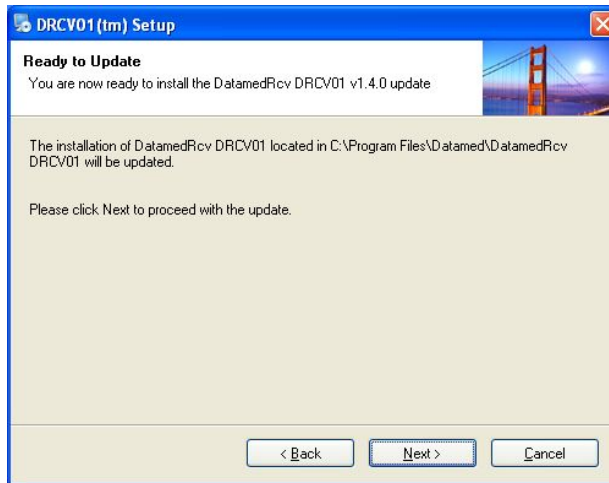 DRCV01(tm) Setup
Ready to Update
You are now ready to install the DatamedRcv DRCV01 v1.4.0 update
The installation of DatamedRcv DRCV01 located in C:\Program Files\Datamed\DatamedRcv
DRCV01 will be updated.
Please click Next to proceed with the update.
< Back
Next >
Cancel